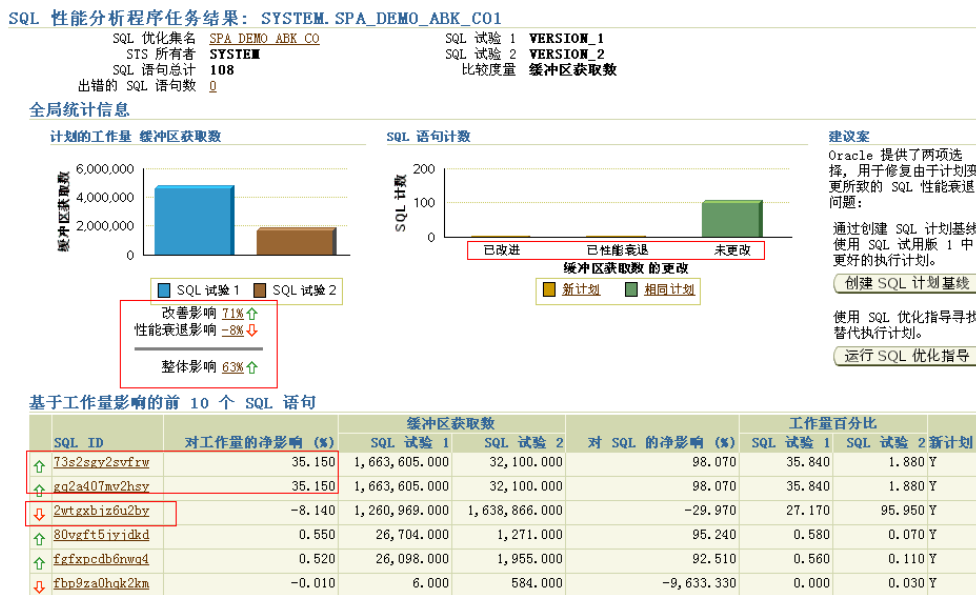 SQL 性能分析程序任务结果: SYSTEM.SPA_DEMO_ABK_CO1
SQL 优化集名 SPA_DEMO_ABK_CO
STS 所有者 SYSTEM
SQL 语句总计 108
出错的 SQL 语句数 0
SQL 试验 1 VERSION_1
SQL 试验 2 VERSION_2
比较度量 缓冲区获取数
全局统计信息
计划的工作量 缓冲区获取数
缓冲区获取数
6,000,000
4,000,000
2,000,000
0
SQL 试验 1 SQL 试验 2
改善影响 71%
性能衰退影响 -8%
整体影响 63%
SQL 语句计数
SQL 计数
200
100
0
已改进 已性能衰退 未更改
缓冲区获取数 的更改
新计划 相同计划
建议案
Oracle 提供了两项选
择, 用于修复由于计划变
更所致的 SQL 性能衰退
问题:
通过创建 SQL 计划基线
使用 SQL 试用版 1 中
更好的执行计划。
创建 SQL 计划基线
使用 SQL 优化指导寻找
替代执行计划。
运行 SQL 优化指导
基于工作量影响的前 10 个 SQL 语句
缓冲区获取数 工作量百分比
SQL ID 对工作量的净影响 (%) SQL 试验 1 SQL 试验 2 对 SQL 的净影响 (%) SQL 试验 1 SQL 试验 2 新计划
73s2sgy2svfrw 35.150 1,663,605.000 32,100.000 98.070 35.840 1.880 Y
gq2a407mv2hsy 35.150 1,663,605.000 32,100.000 98.070 35.840 1.880 Y
2wtgxbjz6u2by -8.140 1,260,969.000 1,638,866.000 -29.970 27.170 95.950 Y
80vgft5jyjdkd 0.550 26,704.000 1,271.000 95.240 0.580 0.070 Y
fgfxpcdb6nwq4 0.520 26,098.000 1,955.000 92.510 0.560 0.110 Y
fbp9za0hqk2km -0.010 6.000 584.000 -9,633.330 0.000 0.030 Y